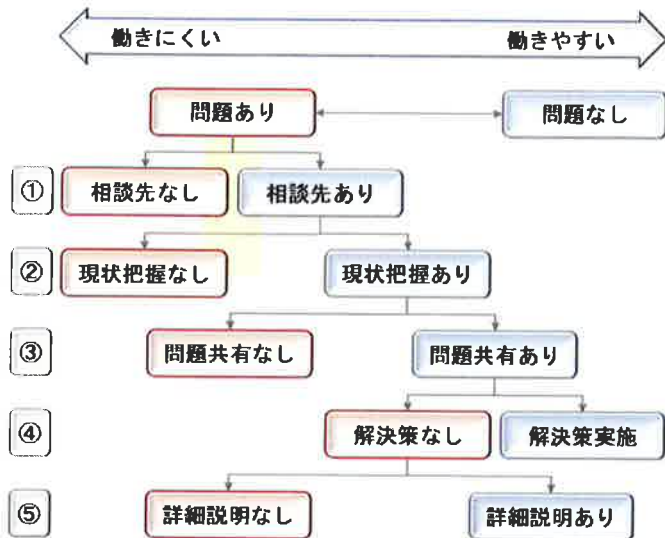 働きにくい 働きやすい
問題あり 問題なし
① 相談先なし 相談先あり
② 現状把握なし 現状把握あり
③ 問題共有なし 問題共有あり
④ 解決策なし 解決策実施
⑤ 詳細説明なし 詳細説明あり